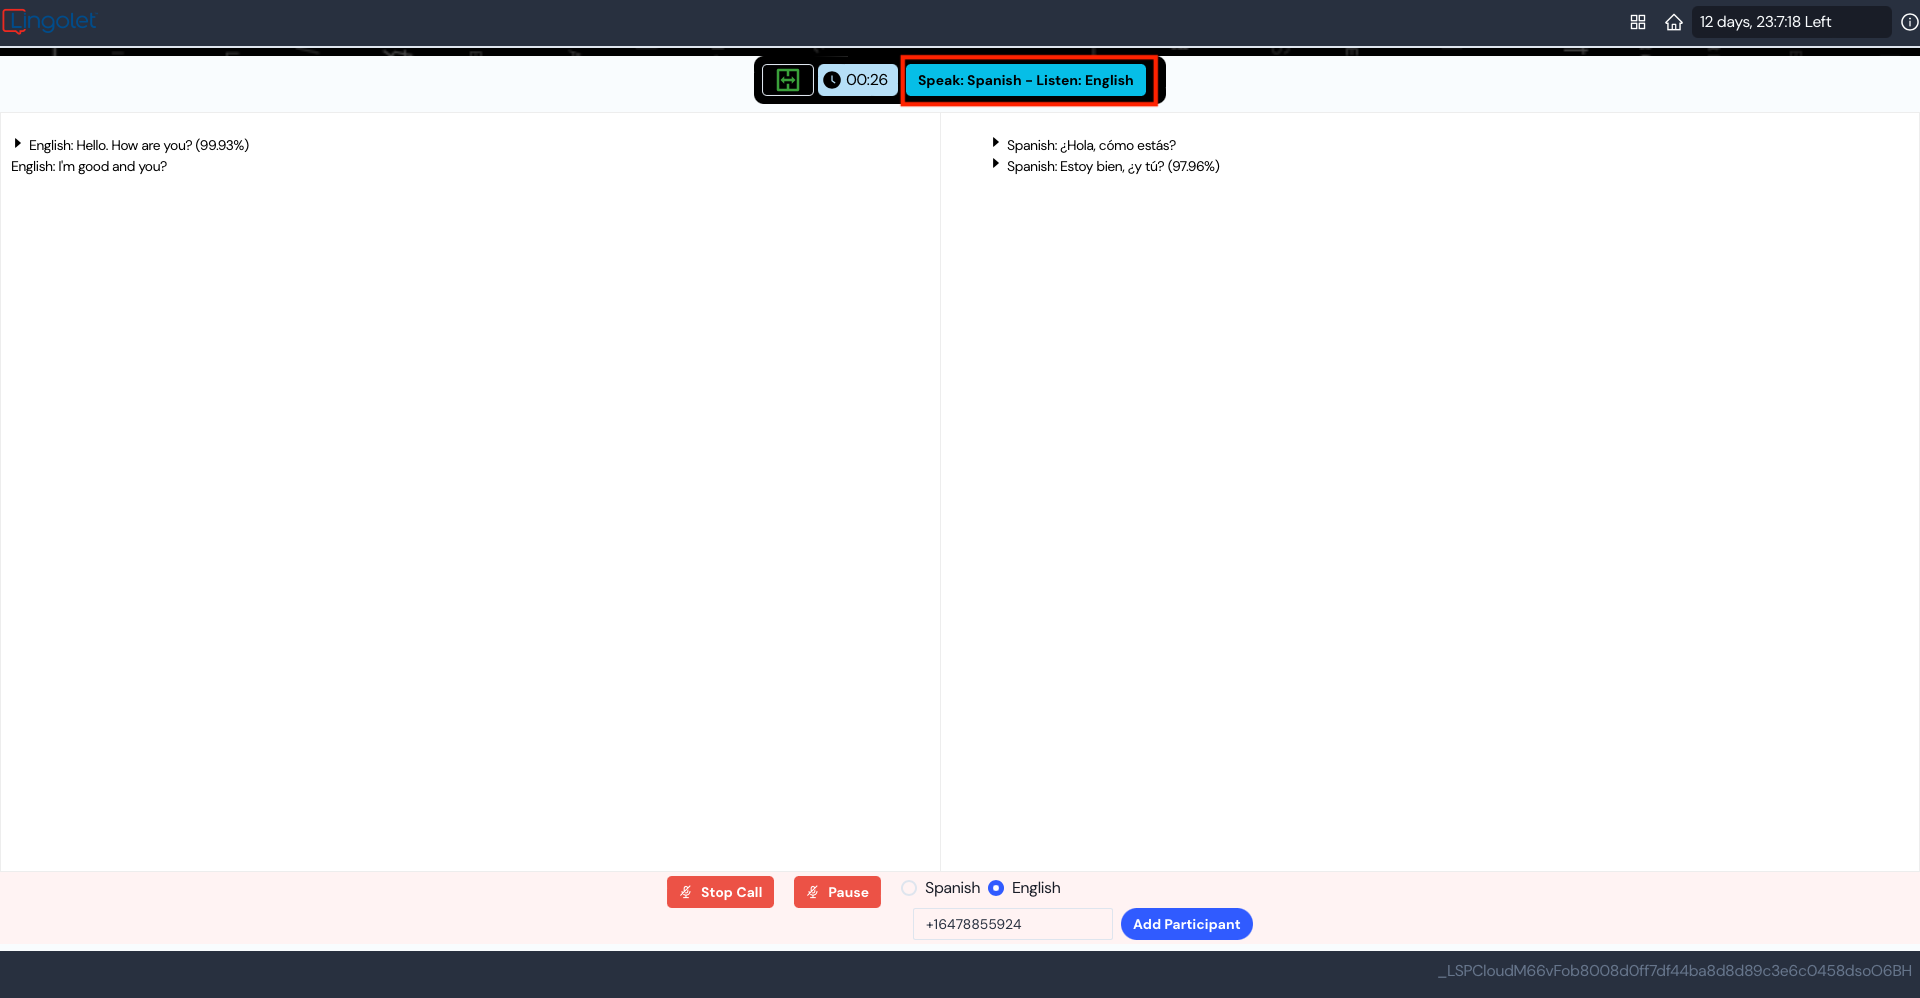 Lingolet
12 days, 23:7:18 Left
00:26
Speak: Spanish - Listen: English
English: Hello. How are you? (99.93%)
English: I'm good and you?
Spanish: ¿Hola, cómo estás?
Spanish: Estoy bien, ¿y tú? (97.96%)
Stop Call
Pause
Spanish
English
+16478855924
Add Participant
_LSPCloudM66vFob8008d0ff7df44ba8d8d89c3e6c0458dsoO6BH